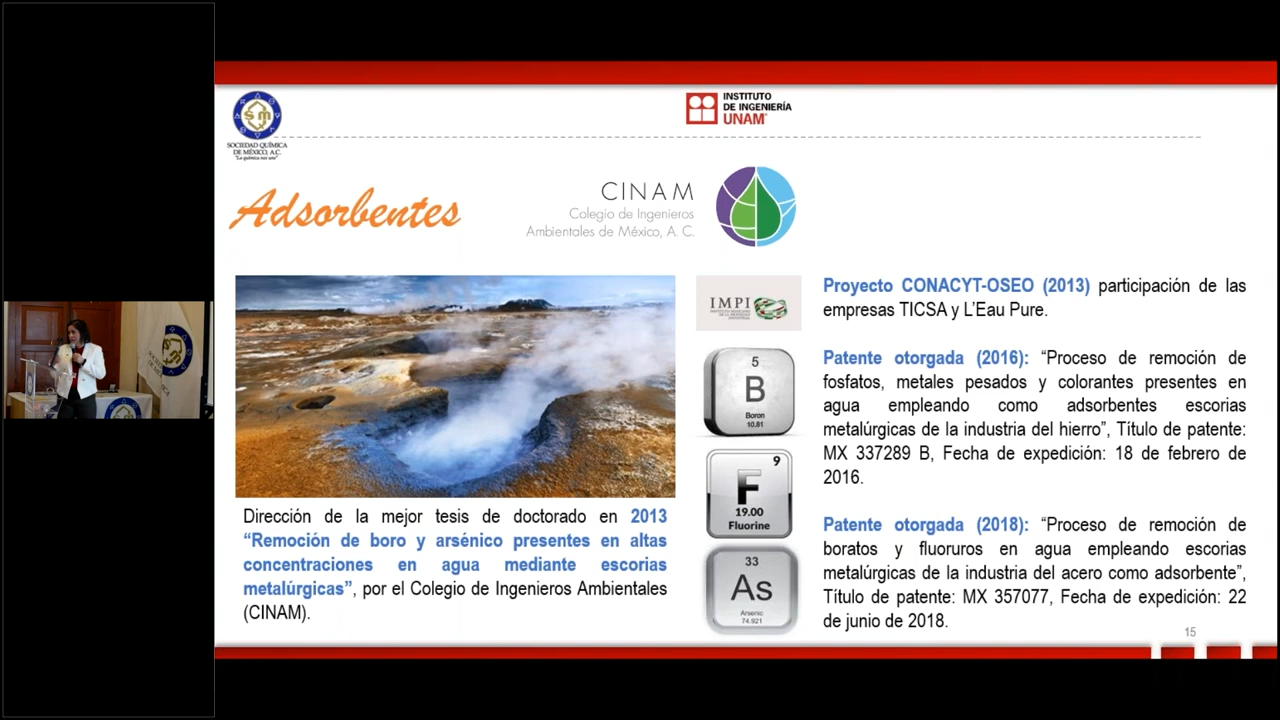 SOCIEDAD QUÍMICA
DE MÉXICO, A.C.
"La química nos une"
INSTITUTO
DE INGENIERÍA
UNAM
Adsorbentes
CINAM
Colegio de Ingenieros
Ambientales de México, A. C.
Dirección de la mejor tesis de doctorado en 2013
“Remoción de boro y arsénico presentes en altas
concentraciones en agua mediante escorias
metalúrgicas”, por el Colegio de Ingenieros Ambientales
(CINAM).
IMPI
5
B
Boron
10.81
9
F
19.00
Fluorine
33
As
Arsenic
74.921
Proyecto CONACYT-OSEO (2013) participación de las
empresas TICSA y L’Eau Pure.
Patente otorgada (2016): “Proceso de remoción de
fosfatos, metales pesados y colorantes presentes en
agua empleando como adsorbentes escorias
metalúrgicas de la industria del hierro”, Título de patente:
MX 337289 B, Fecha de expedición: 18 de febrero de
2016.
Patente otorgada (2018): “Proceso de remoción de
boratos y fluoruros en agua empleando escorias
metalúrgicas de la industria del acero como adsorbente”,
Título de patente: MX 357077, Fecha de expedición: 22
de junio de 2018.
15